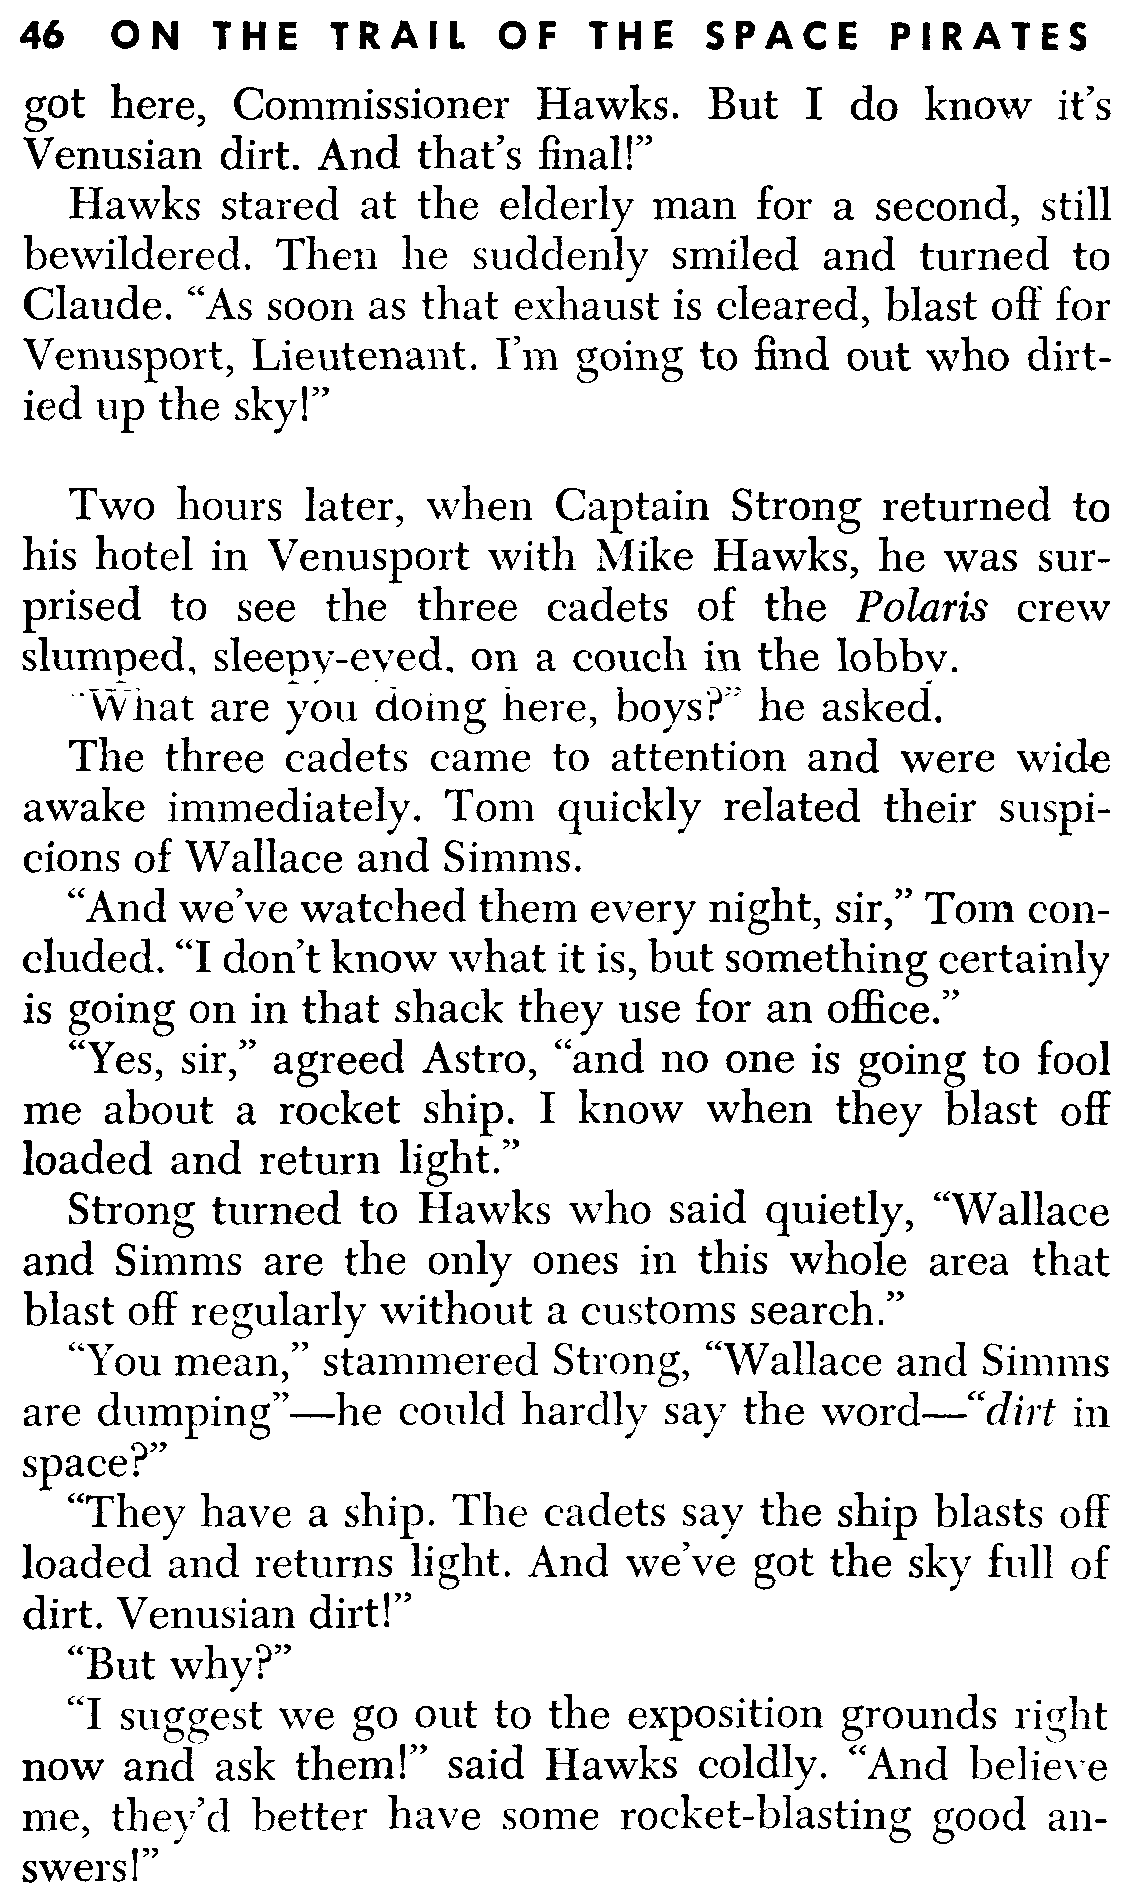 46 ON THE TRAIL OF THE SPACE PIRATES
got here, Commissioner Hawks. But I do know it’s
Venusian dirt. And that’s final!”
Hawks stared at the elderly man for a second, still
bewildered. Then he suddenly smiled and turned to
Claude. “As soon as that exhaust is cleared, blast off for
Venusport, Lieutenant. I’m going to find out who dirt-
ied up the sky!”
Two hours later, when Captain Strong returned to
his hotel in Venusport with Mike Hawks, he was sur-
prised to see the three cadets of the Polaris crew
slumped, sleepy-eyed, on a couch in the lobby.
“What are you doing here, boys?” he asked.
The three cadets came to attention and were wide
awake immediately. Tom quickly related their suspi-
cions of Wallace and Simms.
“And we’ve watched them every night, sir,” Tom con-
cluded. “I don’t know what it is, but something certainly
is going on in that shack they use for an office.”
“Yes, sir,” agreed Astro, “and no one is going to fool
me about a rocket ship. I know when they blast off
loaded and return light.”
Strong turned to Hawks who said quietly, “Wallace
and Simms are the only ones in this whole area that
blast off regularly without a customs search.”
“You mean,” stammered Strong, “Wallace and Simms
are dumping”—he could hardly say the word—“dirt in
space?”
“They have a ship. The cadets say the ship blasts off
loaded and returns light. And we’ve got the sky full of
dirt. Venusian dirt!”
“But why?”
“I suggest we go out to the exposition grounds right
now and ask them!” said Hawks coldly. “And believe
me, they’d better have some rocket-blasting good an-
swers!”